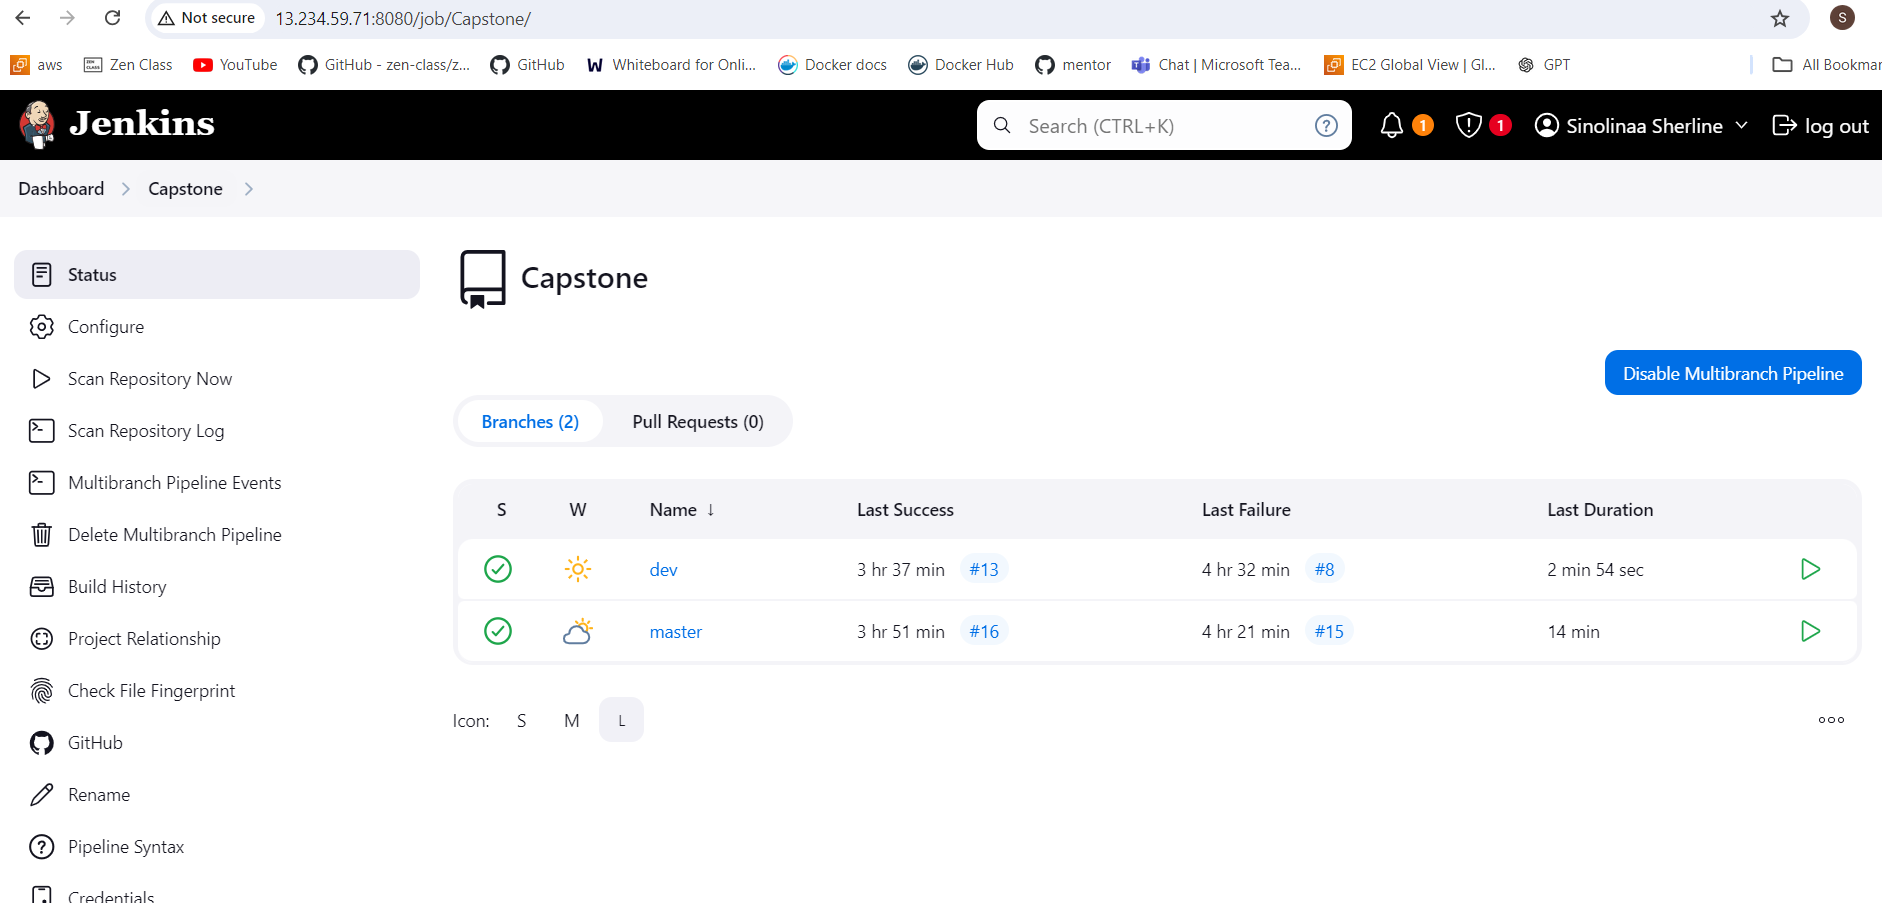 Not secure 13.234.59.71:8080/job/Capstone/ S
aws Zen Class YouTube GitHub - zen-class/z... GitHub Whiteboard for Onli... Docker docs Docker Hub mentor Chat | Microsoft Tea... EC2 Global View | Gl... GPT All Bookmar
Jenkins Search (CTRL+K) 1 1 Sinolinaa Sherline log out
Dashboard Capstone
Status
Configure
Scan Repository Now
Scan Repository Log
Multibranch Pipeline Events
Delete Multibranch Pipeline
Build History
Project Relationship
Check File Fingerprint
GitHub
Rename
Pipeline Syntax
Credentials
Capstone
Disable Multibranch Pipeline
Branches (2) Pull Requests (0)
S W Name ↓ Last Success Last Failure Last Duration
dev 3 hr 37 min #13 4 hr 32 min #8 2 min 54 sec
master 3 hr 51 min #16 4 hr 21 min #15 14 min
Icon: S M L